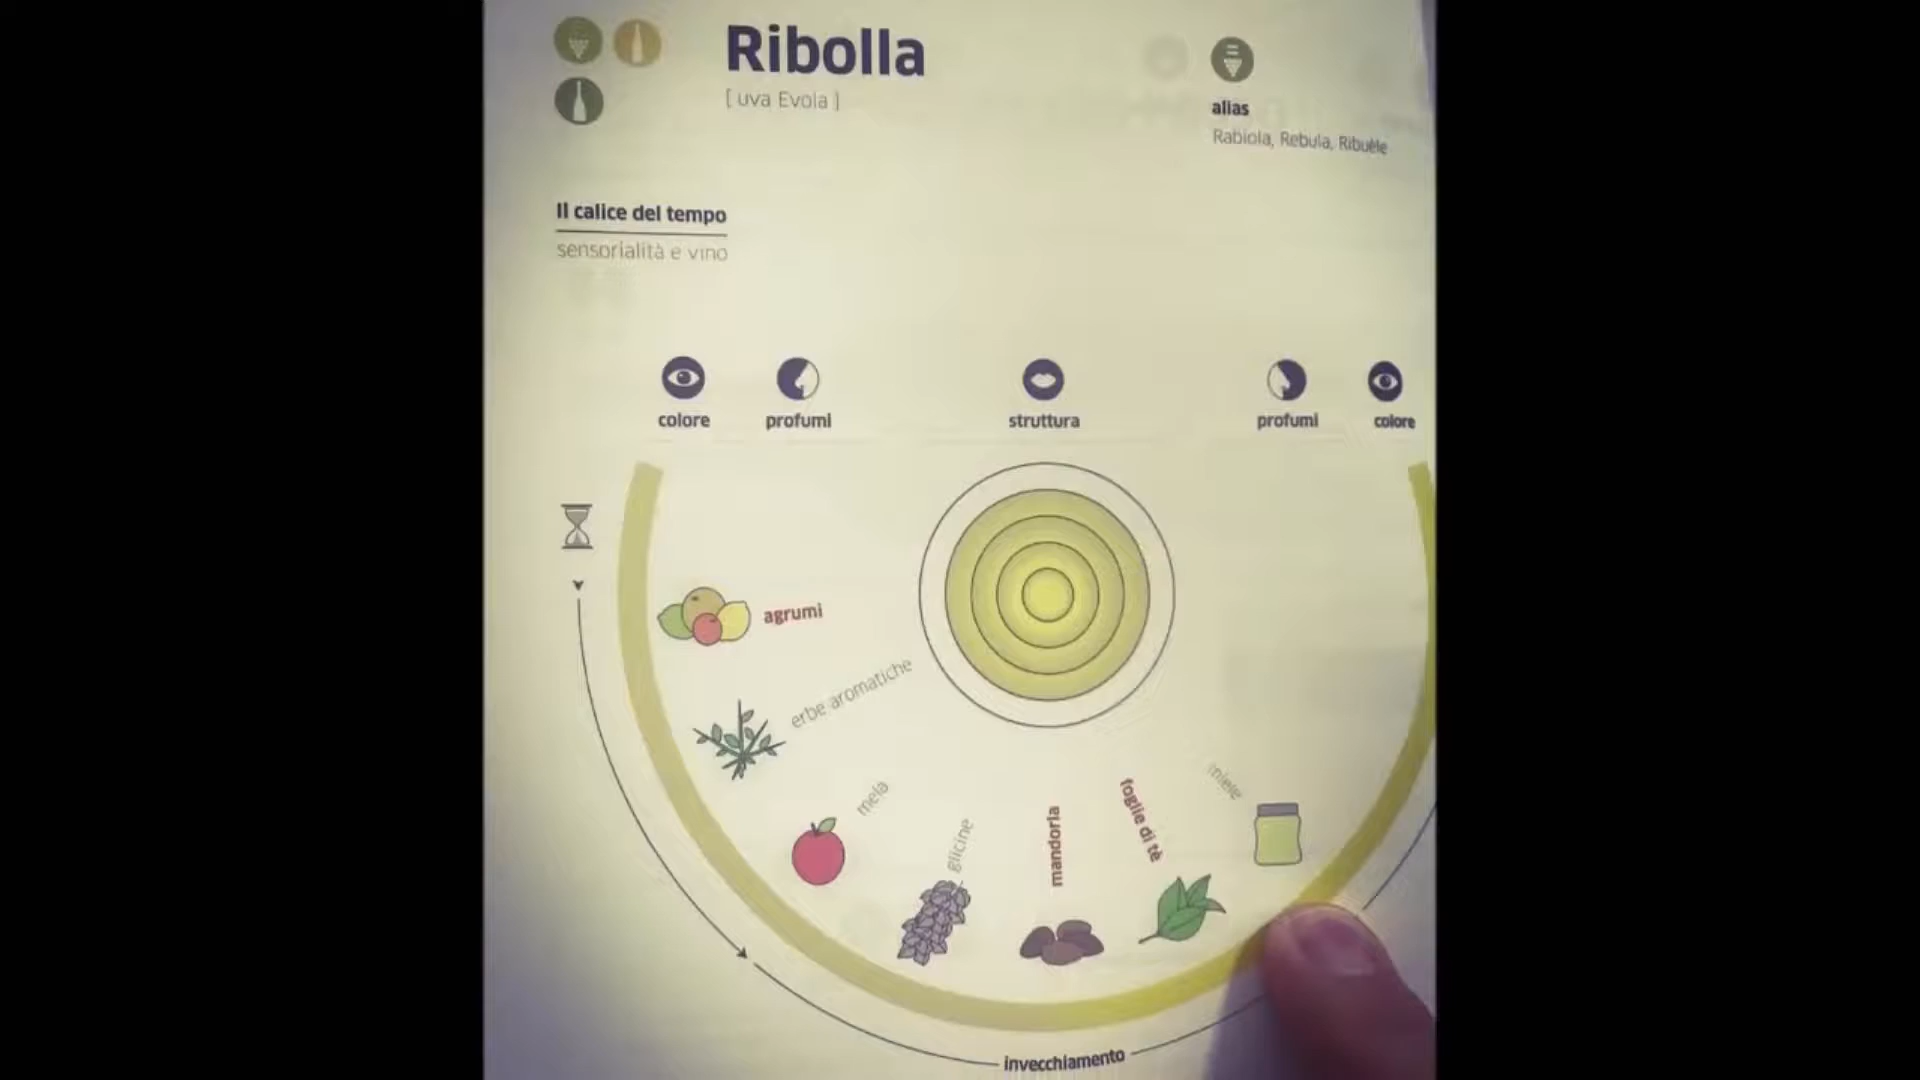 Ribolla
[ uva Evola ]
alias
Rabiola, Rebula, Ribuèle
Il calice del tempo
sensorialità e vino
colore
profumi
struttura
profumi
colore
agrumi
erbe aromatiche
mela
glicine
mandorla
foglie di tè
miele
invecchiamento